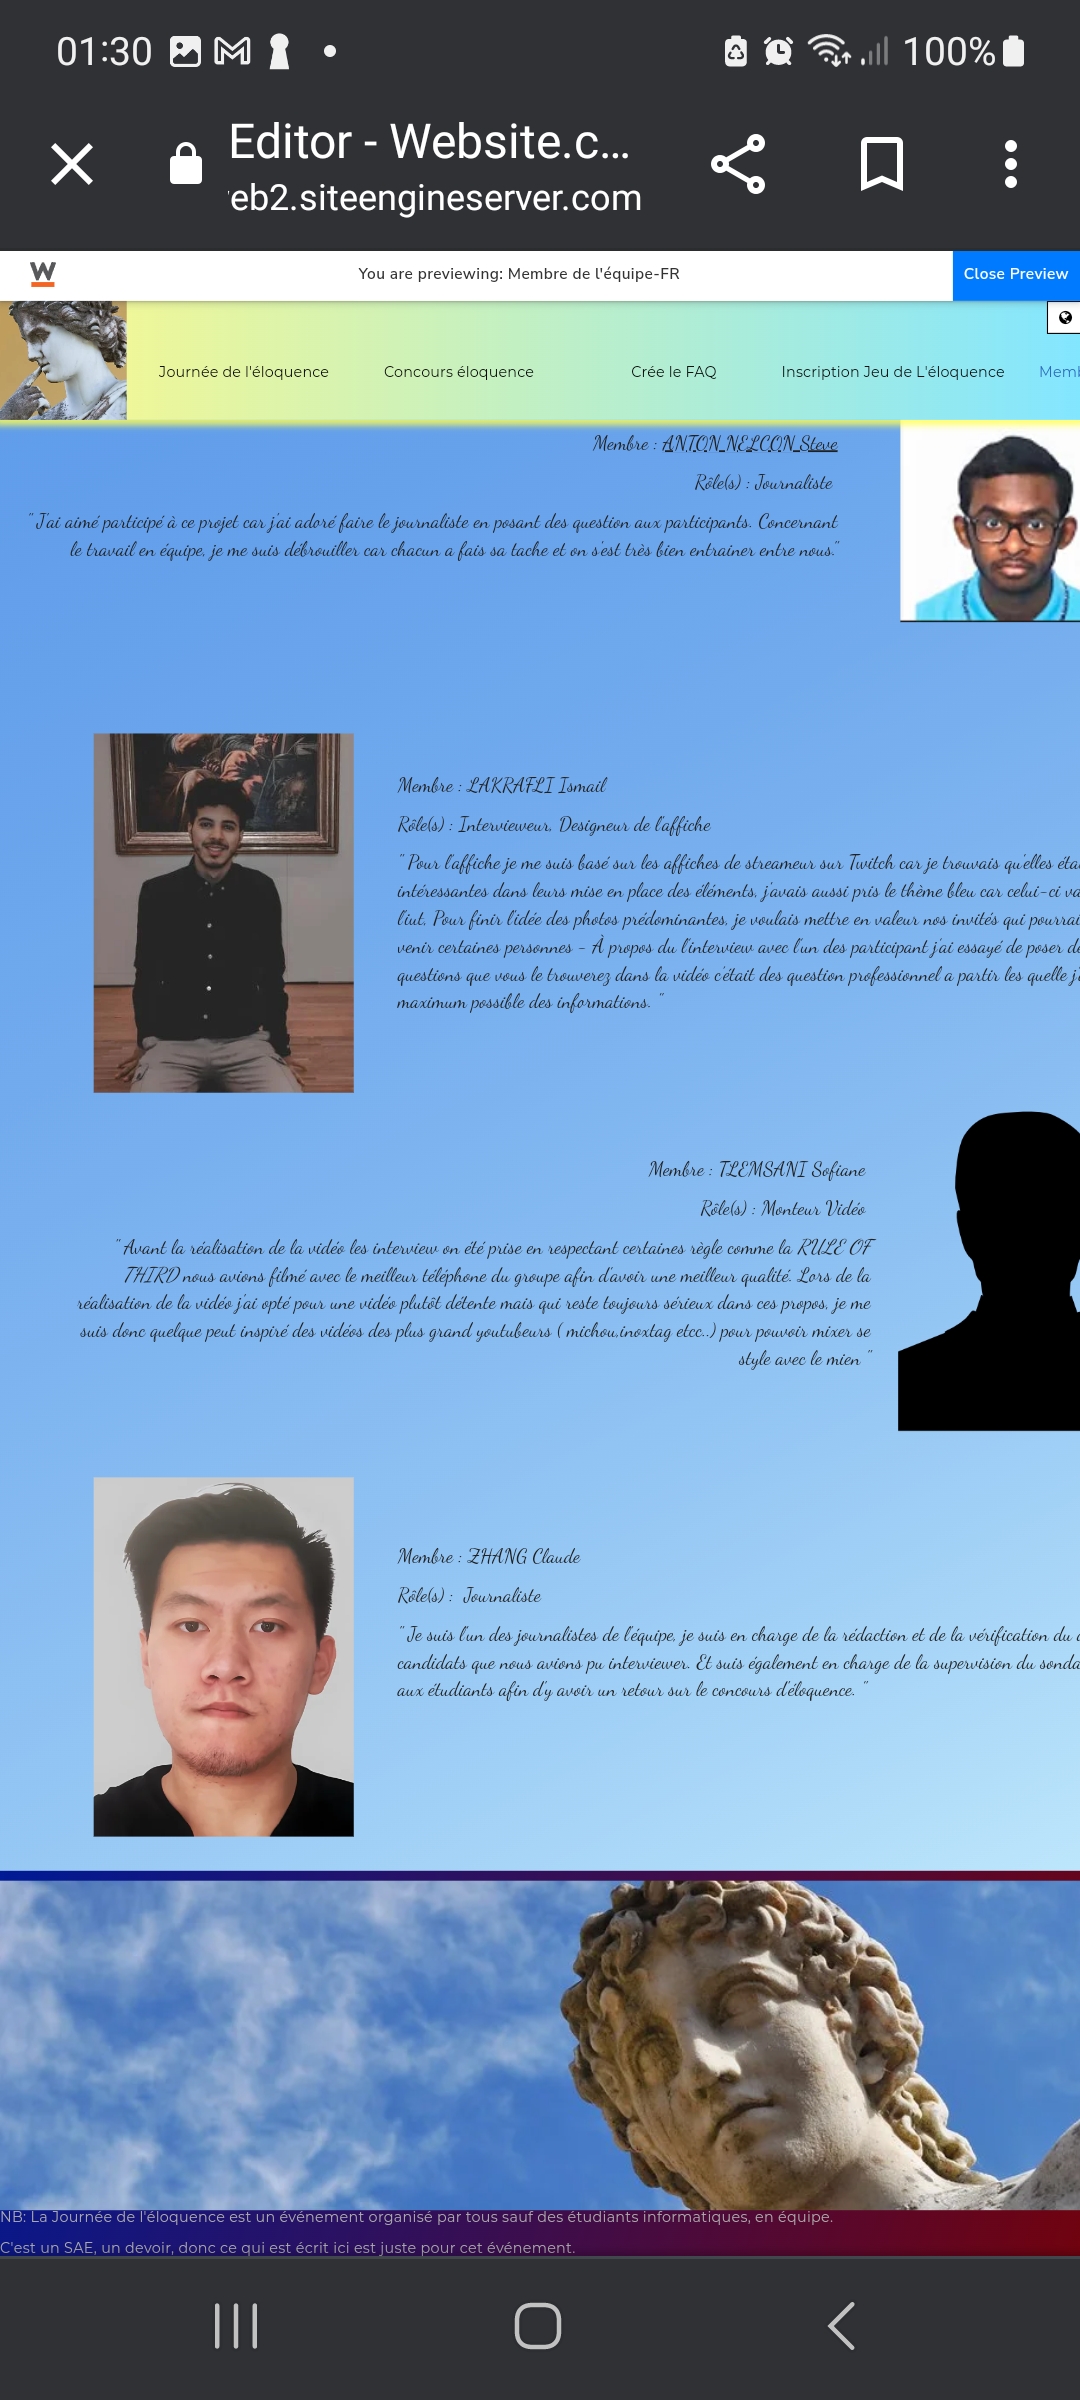 01:30
100%
Editor - Website.c...
eb2.siteengineserver.com
W
You are previewing: Membre de l'équipe-FR
Close Preview
Journée de l'éloquence
Concours éloquence
Crée le FAQ
Inscription Jeu de L'éloquence
Memb
Membre : ANTON NELCON Steve
Rôle(s) : Journaliste
" J'ai aimé participé à ce projet car j'ai adoré faire le journaliste en posant des question aux participants. Concernant
le travail en équipe, je me suis débrouiller car chacun a fais sa tache et on s'est très bien entrainer entre nous."
Membre : LAKRAFLI Ismail
Rôle(s) : Intervieweur, Designeur de l'affiche
" Pour l'affiche je me suis basé sur les affiches de streameur sur Twitch car je trouvais qu'elles éta
intéressantes dans leurs mise en place des éléments, j'avais aussi pris le thème bleu car celui-ci va
l'iut. Pour finir l'idée des photos prédominantes, je voulais mettre en valeur nos invités qui pourrai
venir certaines personnes - À propos du l'interview avec l'un des participant j'ai essayé de poser de
questions que vous le trouverez dans la vidéo c'était des question professionnel a partir les quelle j'
maximum possible des informations. "
Membre : TLEMSANI Sofiane
Rôle(s) : Monteur Vidéo
" Avant la réalisation de la vidéo les interview on été prise en respectant certaines règle comme la RULE OF
THIRD nous avions filmé avec le meilleur téléphone du groupe afin d'avoir une meilleur qualité. Lors de la
réalisation de la vidéo j'ai opté pour une vidéo plutôt détente mais qui reste toujours sérieux dans ces propos, je me
suis donc quelque peut inspiré des vidéos des plus grand youtubeurs ( michou,inoxtag etcc..) pour pouvoir mixer se
style avec le mien "
Membre : ZHANG Claude
Rôle(s) : Journaliste
" Je suis l'un des journalistes de l'équipe, je suis en charge de la rédaction et de la vérification du
candidats que nous avions pu interviewer. Et suis également en charge de la supervision du sonda
aux étudiants afin d'y avoir un retour sur le concours d'éloquence. "
NB: La Journée de l'éloquence est un événement organisé par tous sauf des étudiants informatiques, en équipe.
C'est un SAE, un devoir, donc ce qui est écrit ici est juste pour cet événement.